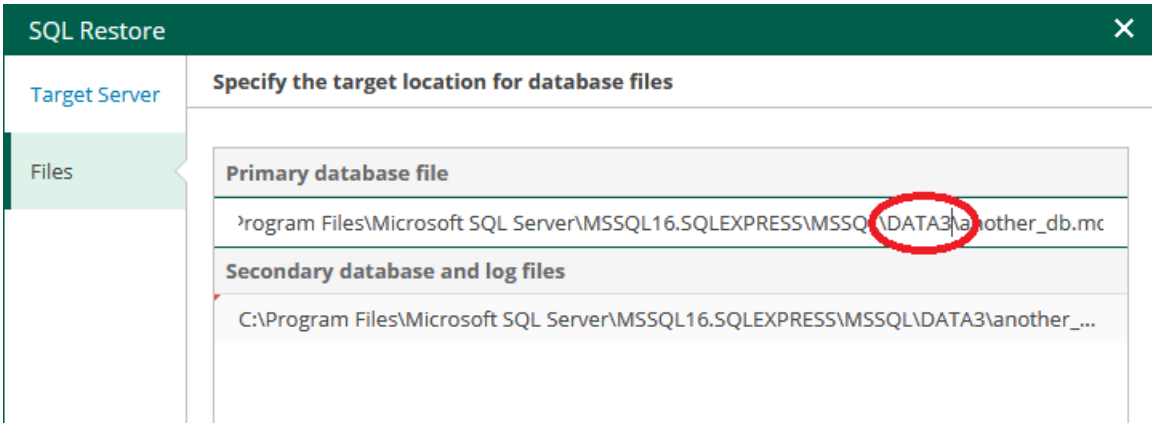 SQL Restore
Target Server
Files
Specify the target location for database files
Primary database file
Program Files\Microsoft SQL Server\MSSQL16.SQLEXPRESS\MSSQL\DATA3\another_db.mc
Secondary database and log files
C:\Program Files\Microsoft SQL Server\MSSQL16.SQLEXPRESS\MSSQL\DATA3\another_...